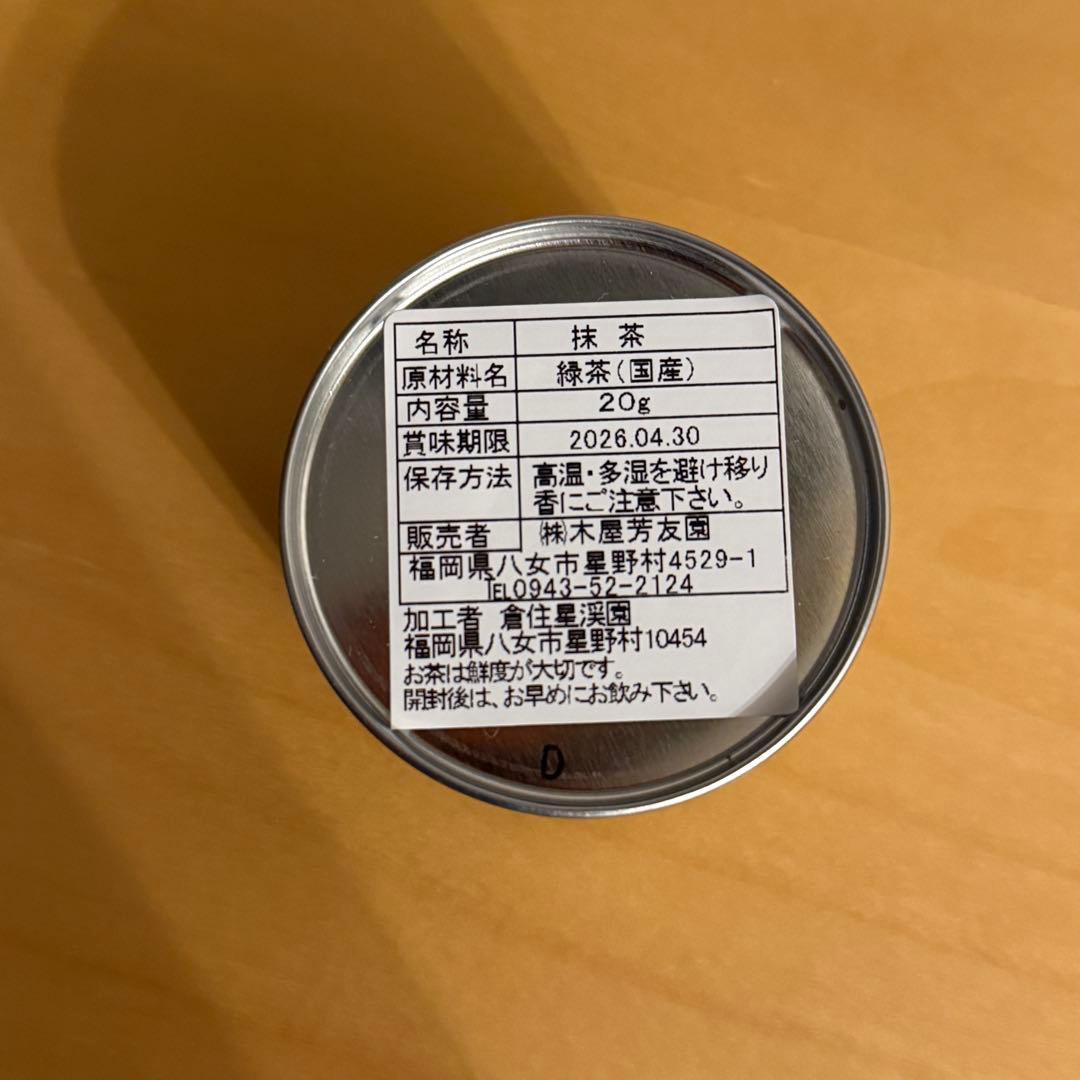 名称 抹茶
原材料名 緑茶(国産)
内容量 20g
賞味期限 2026.04.30
保存方法 高温・多湿を避け移り
香にご注意下さい。
販売者 ㈱木屋芳友園
福岡県八女市星野村4529-1
℡0943-52-2124
加工者 倉住星渓園
福岡県八女市星野村10454
お茶は鮮度が大切です。
開封後は、お早めにお飲み下さい。
D